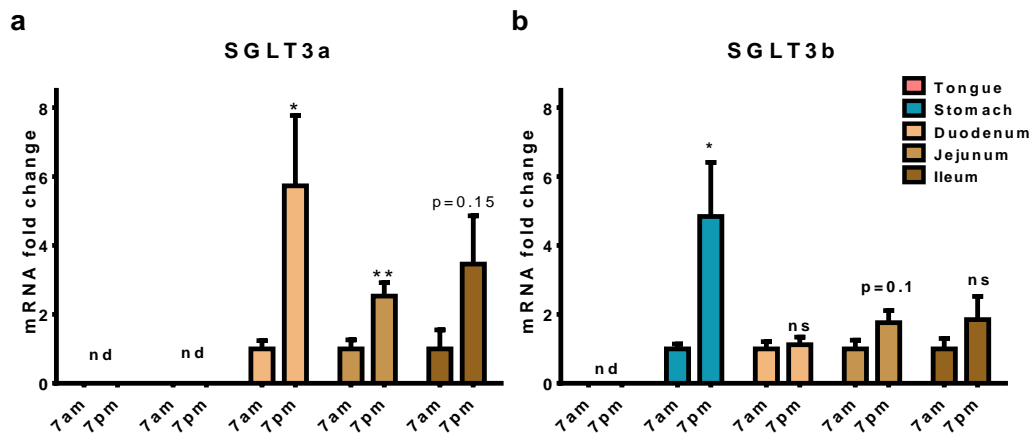 a
SGLT3a
mRNA fold change
8
6
4
2
0
nd
nd
*
**
p=0.15
7am
7pm
7am
7pm
7am
7pm
7am
7pm
7am
7pm
b
SGLT3b
mRNA fold change
8
6
4
2
0
nd
*
ns
p=0.1
ns
7am
7pm
7am
7pm
7am
7pm
7am
7pm
7am
7pm
Tongue
Stomach
Duodenum
Jejunum
Ileum